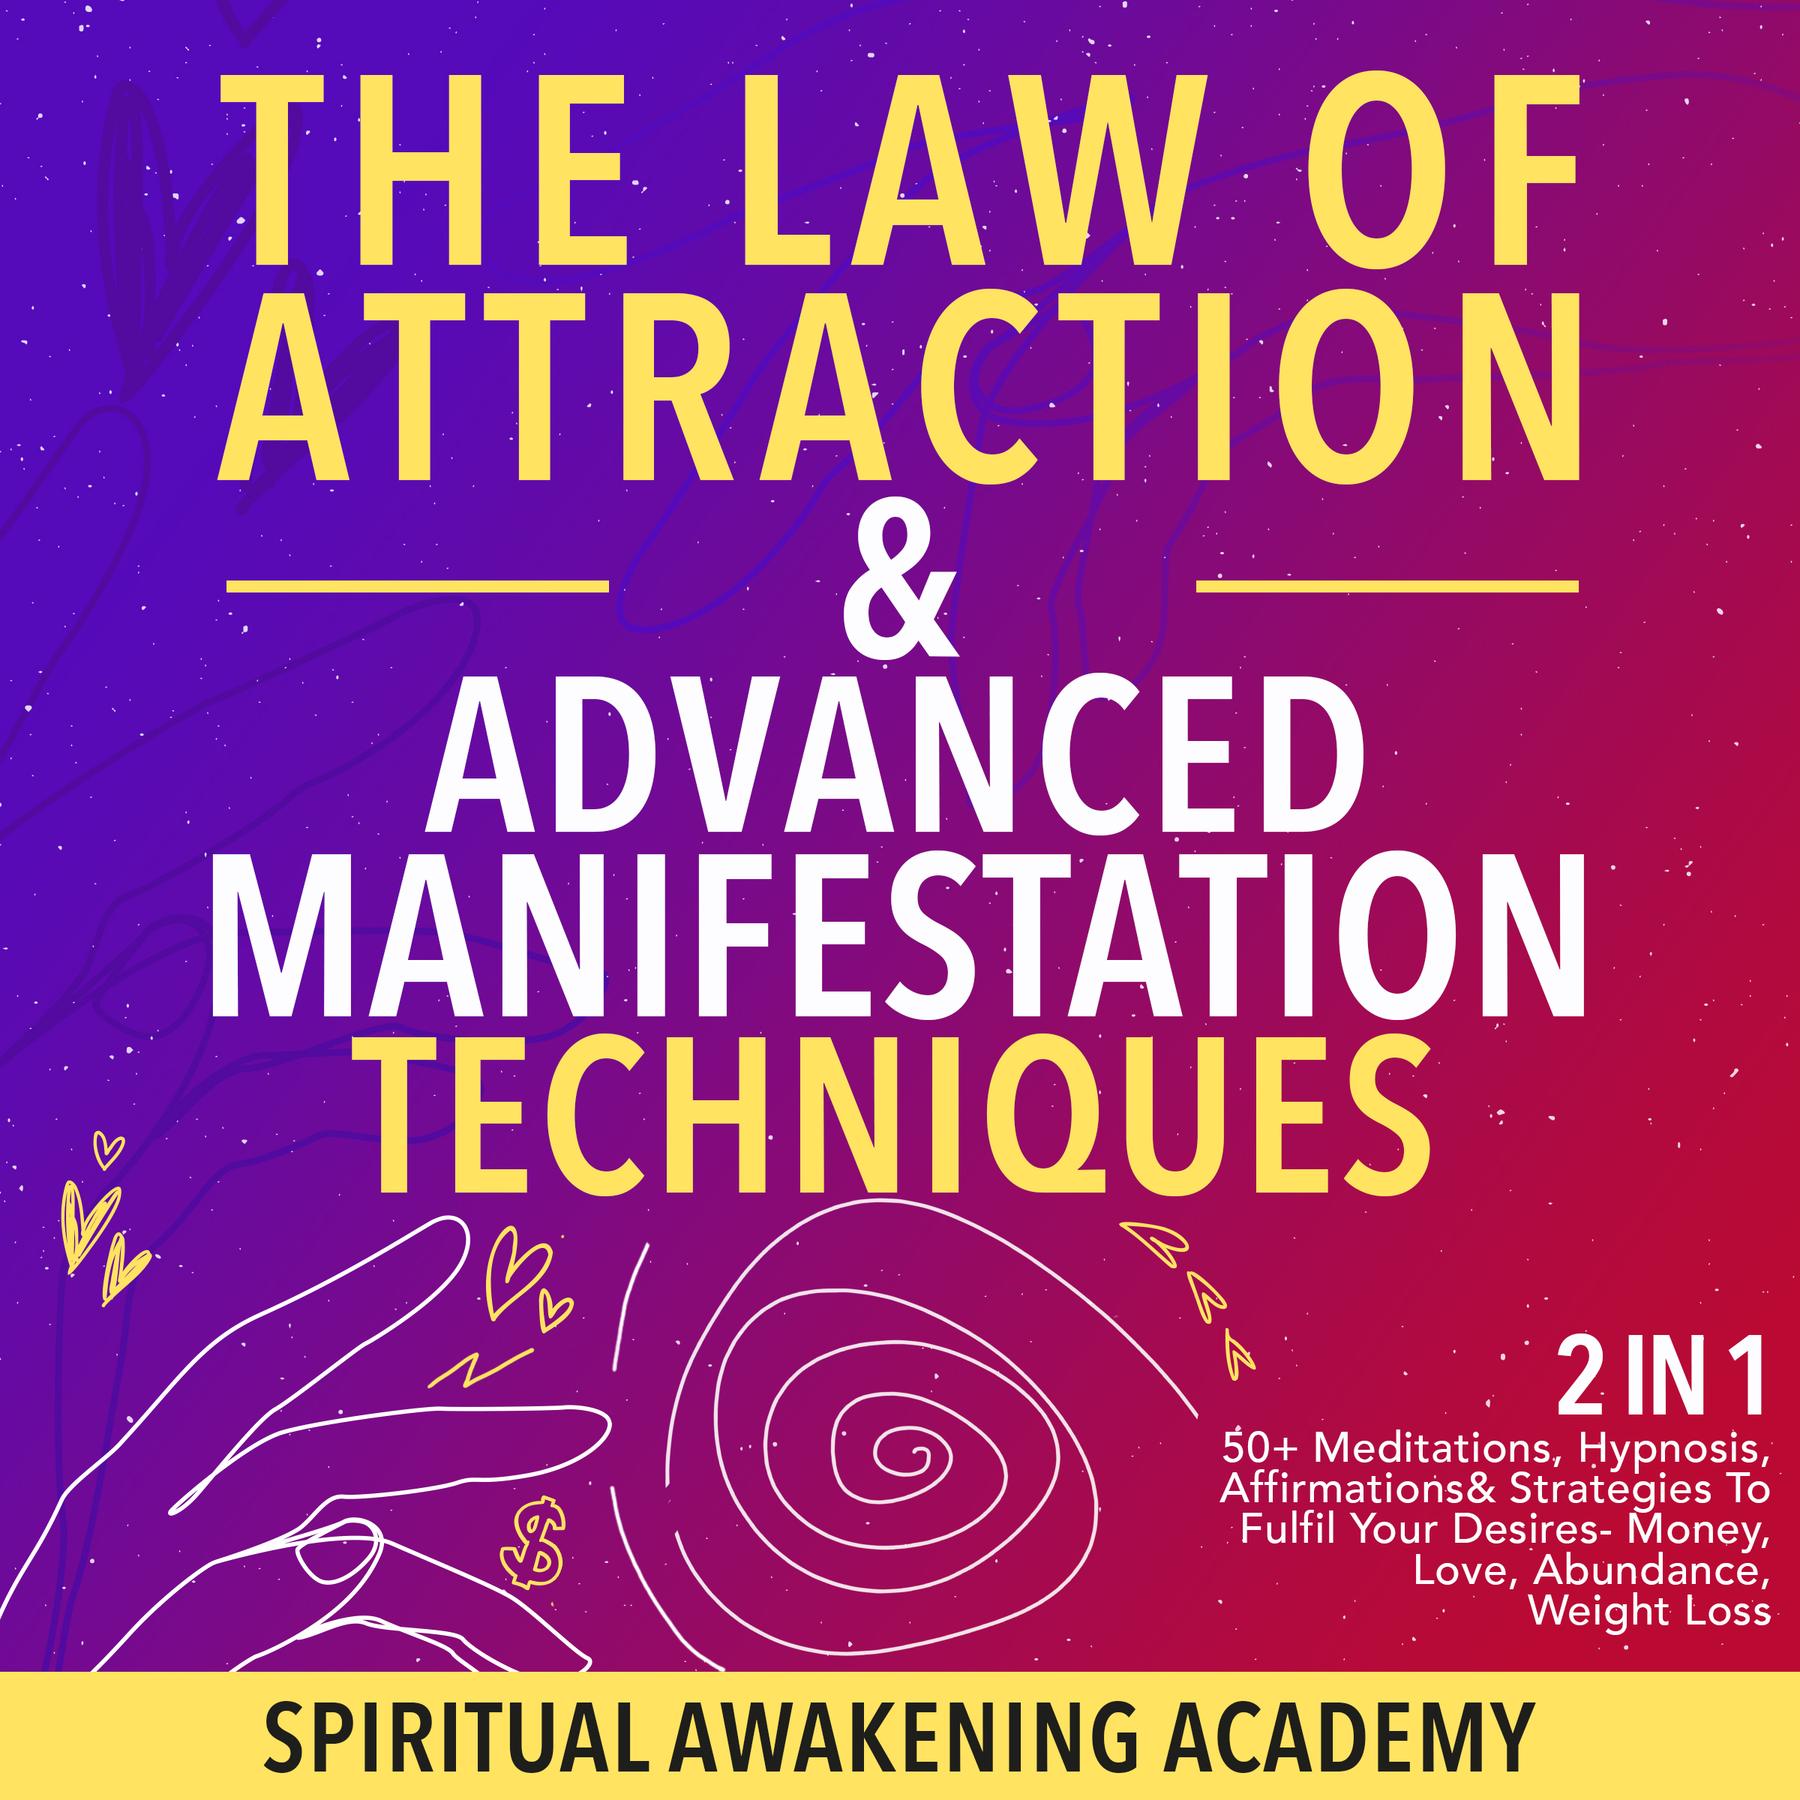 THE LAW OF
ATTRACTION
&
ADVANCED
MANIFESTATION
TECHNIQUES
$
2 IN 1
50+ Meditations, Hypnosis,
Affirmations& Strategies To
Fulfil Your Desires- Money,
Love, Abundance,
Weight Loss
SPIRITUAL AWAKENING ACADEMY